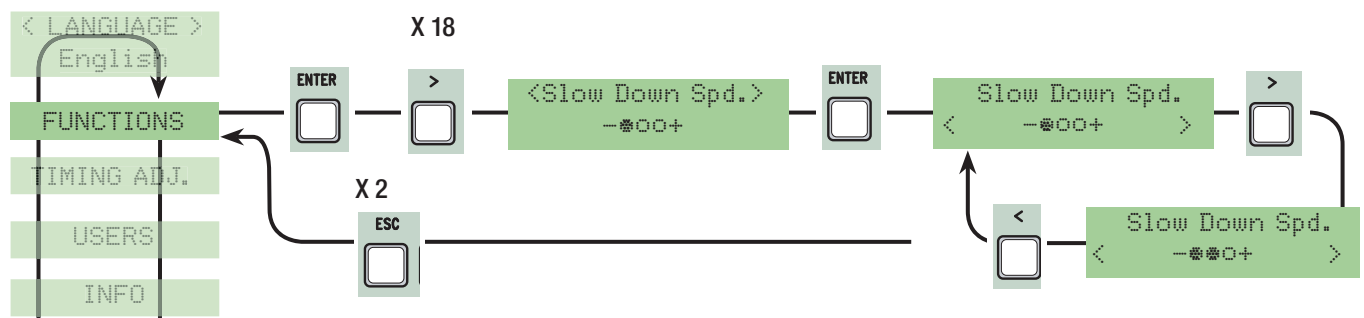 < LANGUAGE >
English
FUNCTIONS
TIMING ADJ.
USERS
INFO
ENTER
X 18
>
<Slow Down Spd.>
-●○○+
ENTER
Slow Down Spd.
< -●○○+ >
>
X 2
ESC
<
Slow Down Spd.
< -●●○+ >